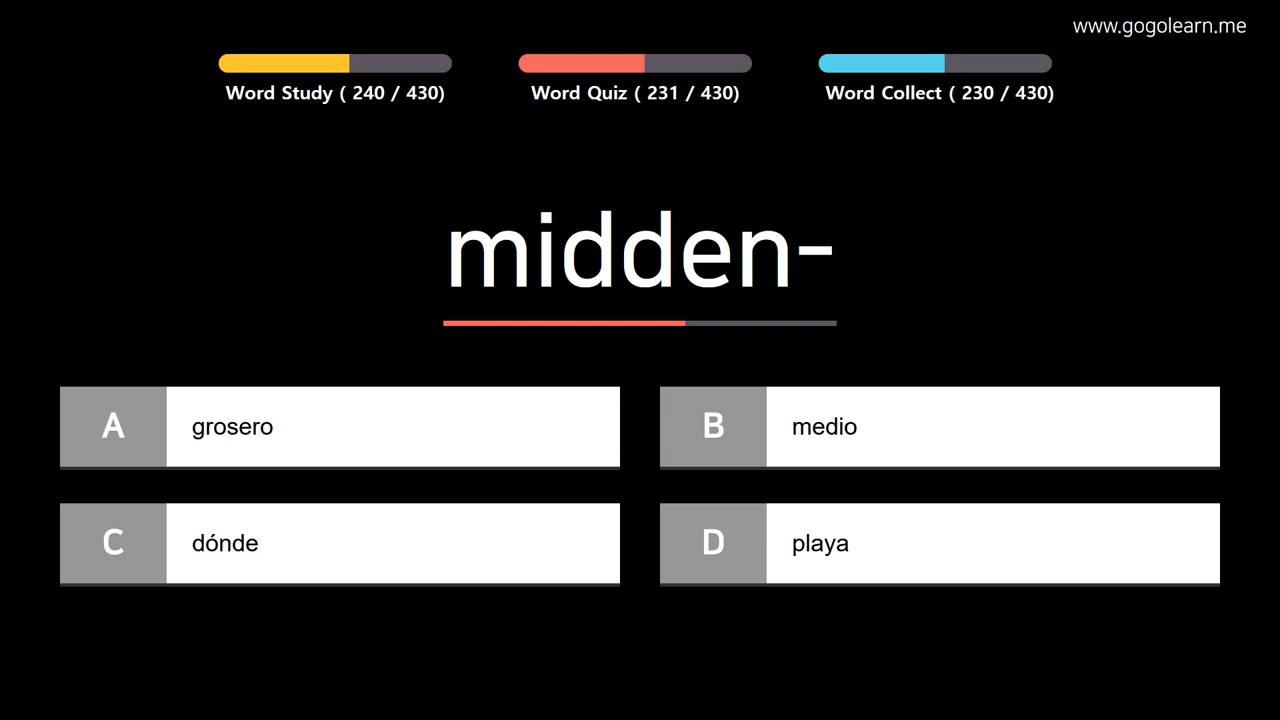 www.gogolearn.me
Word Study ( 240 / 430)
Word Quiz ( 231 / 430)
Word Collect ( 230 / 430)
midden-
A grosero
B medio
C dónde
D playa